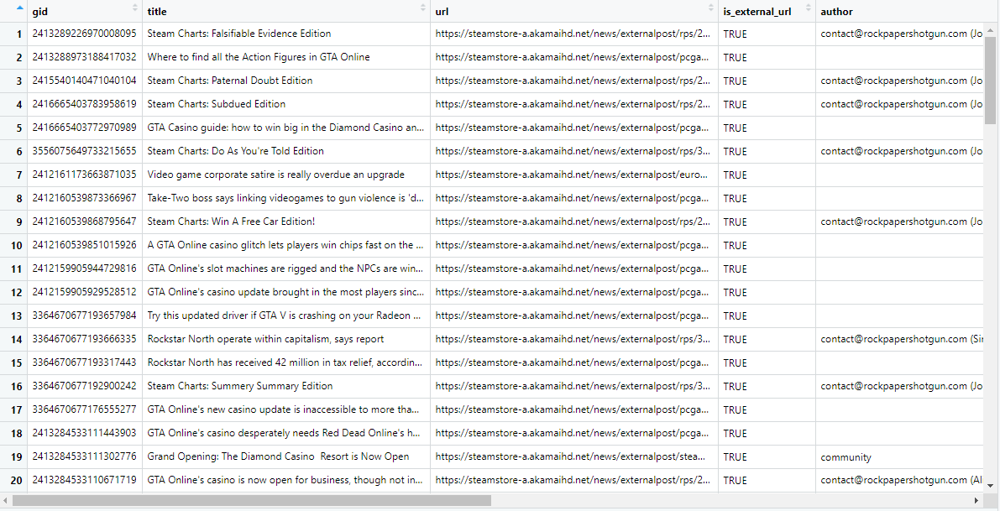 gid title url is_external_url author
1 2413289226970008095 Steam Charts: Falsifiable Evidence Edition https://steamstore-a.akamaihd.net/news/externalpost/rps/2... TRUE contact@rockpapershotgun.com (Jo
2 2413288973188417032 Where to find all the Action Figures in GTA Online https://steamstore-a.akamaihd.net/news/externalpost/pcga... TRUE
3 2415540140471040104 Steam Charts: Paternal Doubt Edition https://steamstore-a.akamaihd.net/news/externalpost/rps/2... TRUE contact@rockpapershotgun.com (Jo
4 2416665403783958619 Steam Charts: Subdued Edition https://steamstore-a.akamaihd.net/news/externalpost/rps/2... TRUE contact@rockpapershotgun.com (Jo
5 2416665403772970989 GTA Casino guide: how to win big in the Diamond Casino an... https://steamstore-a.akamaihd.net/news/externalpost/pcga... TRUE
6 3556075649733215655 Steam Charts: Do As You're Told Edition https://steamstore-a.akamaihd.net/news/externalpost/rps/3... TRUE contact@rockpapershotgun.com (Jo
7 2412161173663871035 Video game corporate satire is really overdue an upgrade https://steamstore-a.akamaihd.net/news/externalpost/euro... TRUE
8 2412160539873366967 Take-Two boss says linking videogames to gun violence is 'd... https://steamstore-a.akamaihd.net/news/externalpost/pcga... TRUE
9 2412160539868795647 Steam Charts: Win A Free Car Edition! https://steamstore-a.akamaihd.net/news/externalpost/rps/2... TRUE contact@rockpapershotgun.com (Jo
10 2412160539851015926 A GTA Online casino glitch lets players win chips fast on the ... https://steamstore-a.akamaihd.net/news/externalpost/pcga... TRUE
11 2412159905944729816 GTA Online's slot machines are rigged and the NPCs are win... https://steamstore-a.akamaihd.net/news/externalpost/pcga... TRUE
12 2412159905929528512 GTA Online's casino update brought in the most players sinc... https://steamstore-a.akamaihd.net/news/externalpost/pcga... TRUE
13 3364670677193657984 Try this updated driver if GTA V is crashing on your Radeon ... https://steamstore-a.akamaihd.net/news/externalpost/pcga... TRUE
14 3364670677193666335 Rockstar North operate within capitalism, says report https://steamstore-a.akamaihd.net/news/externalpost/rps/3... TRUE contact@rockpapershotgun.com (Sin
15 3364670677193317443 Rockstar North has received 42 million in tax relief, accordin... https://steamstore-a.akamaihd.net/news/externalpost/pcga... TRUE
16 3364670677192900242 Steam Charts: Summery Summary Edition https://steamstore-a.akamaihd.net/news/externalpost/rps/3... TRUE contact@rockpapershotgun.com (Jo
17 3364670677176555277 GTA Online's new casino update is inaccessible to more tha... https://steamstore-a.akamaihd.net/news/externalpost/pcga... TRUE
18 2413284533111443903 GTA Online's casino desperately needs Red Dead Online's h... https://steamstore-a.akamaihd.net/news/externalpost/pcga... TRUE
19 2413284533111302776 Grand Opening: The Diamond Casino Resort is Now Open https://steamstore-a.akamaihd.net/news/externalpost/stea... TRUE community
20 2413284533110671719 GTA Online's casino is now open for business, though not in... https://steamstore-a.akamaihd.net/news/externalpost/rps/2... TRUE contact@rockpapershotgun.com (Al